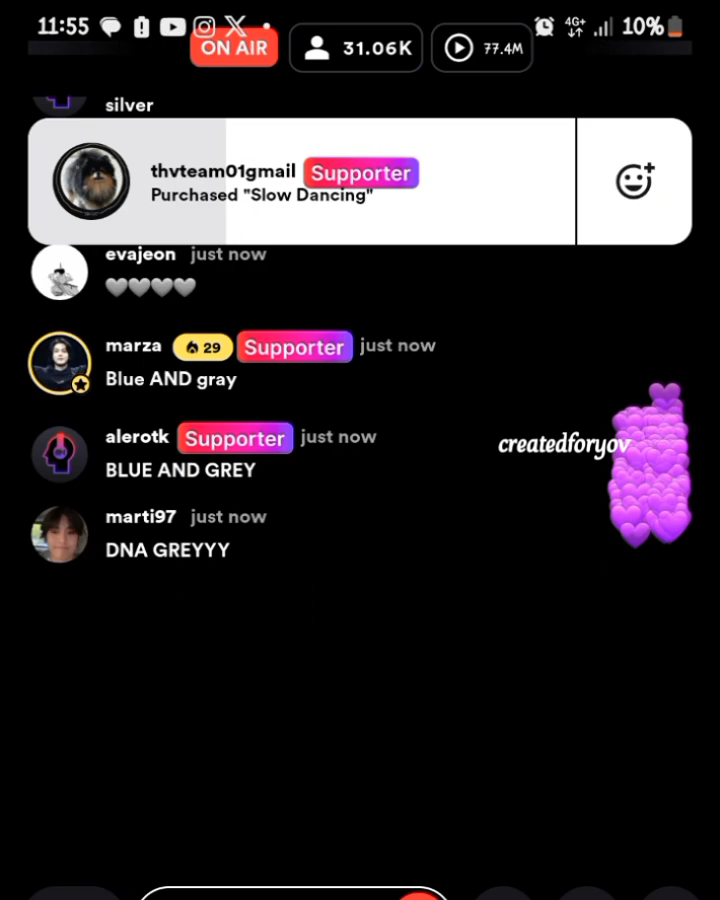 11:55 4G+ 10%
ON AIR 31.06K 77.4M
silver
thvteam01gmail Supporter
Purchased "Slow Dancing"
evajeon just now
🩶🩶🩶🩶
marza 29 Supporter just now
Blue AND gray
alerotk Supporter just now
BLUE AND GREY
createdforyov
marti97 just now
DNA GREYYY